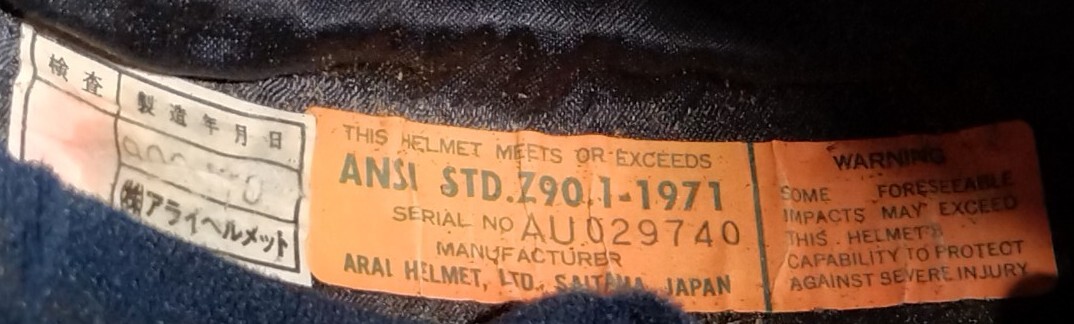 検査
製造年月日
㈱アライヘルメット
THIS HELMET MEETS OR EXCEEDS
ANSI STD.Z90.1-1971
SERIAL NO AU029740
MANUFACTURER
ARAI HELMET, LTD. SAITAMA, JAPAN
WARNING
SOME FORESEEABLE
IMPACTS MAY EXCEED
THIS HELMET'S
CAPABILITY TO PROTECT
AGAINST SEVERE INJURY